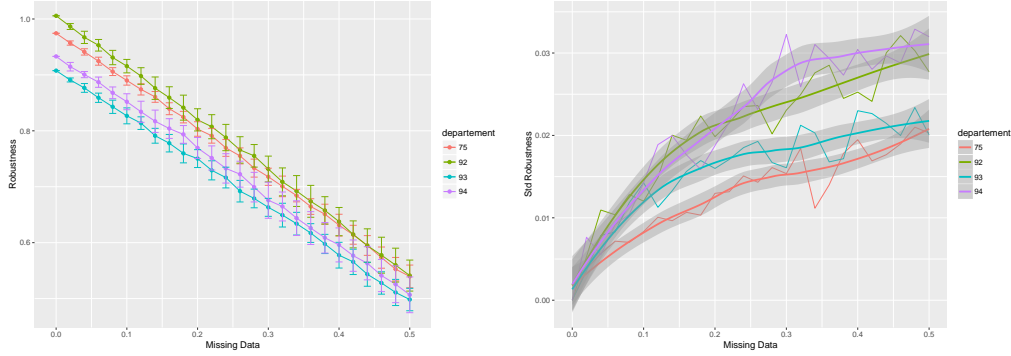 1.0
0.8
0.6
Robustness
0.0 0.1 0.2 0.3 0.4 0.5
Missing Data
departement
75
92
93
94
0.03
0.02
0.01
0.00
Std Robustness
0.0 0.1 0.2 0.3 0.4 0.5
Missing Data
departement
75
92
93
94